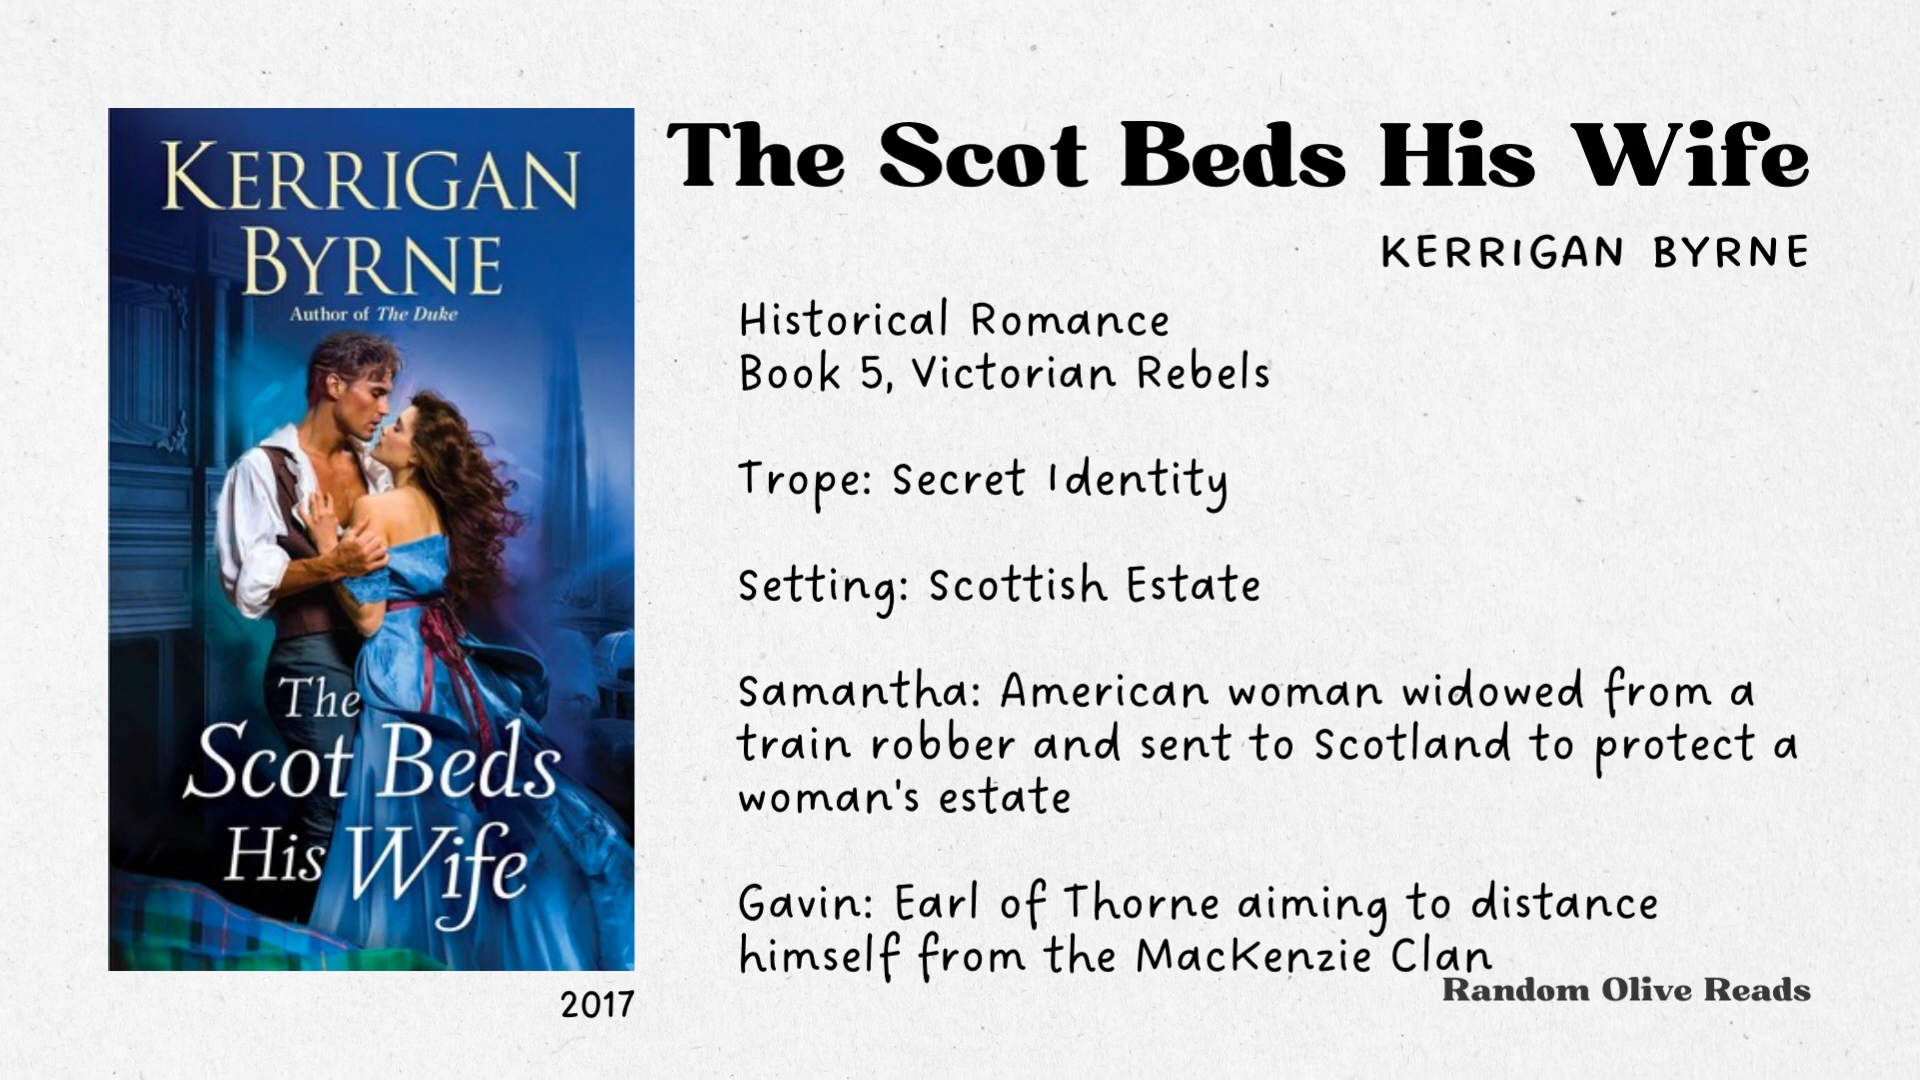 KERRIGAN
BYRNE
Author of The Duke
The
Scot Beds
His Wife
2017
The Scot Beds His Wife
KERRIGAN BYRNE
Historical Romance
Book 5, Victorian Rebels
Trope: Secret Identity
Setting: Scottish Estate
Samantha: American woman widowed from a
train robber and sent to Scotland to protect a
woman's estate
Gavin: Earl of Thorne aiming to distance
himself from the MacKenzie Clan
Random Olive Reads